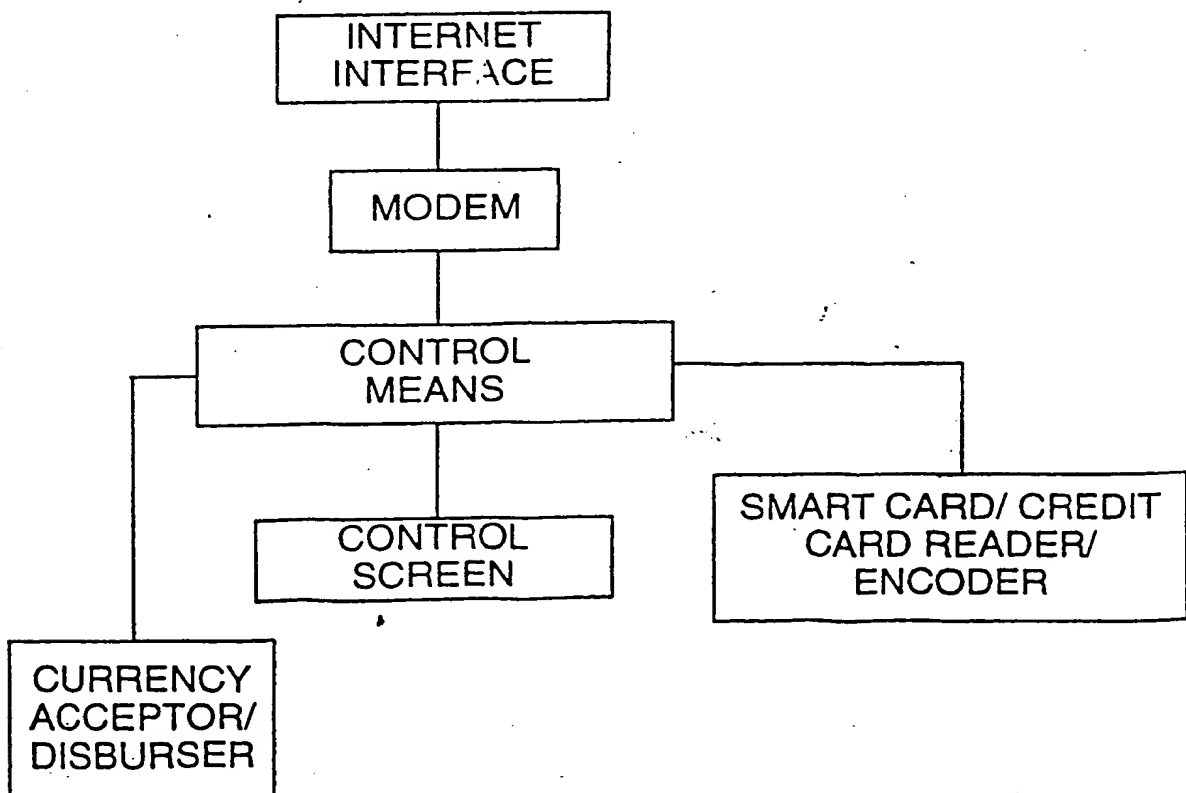 INTERNET
INTERFACE
MODEM
CONTROL
MEANS
CONTROL
SCREEN
SMART CARD/ CREDIT
CARD READER/
ENCODER
CURRENCY
ACCEPTOR/
DISBURSER